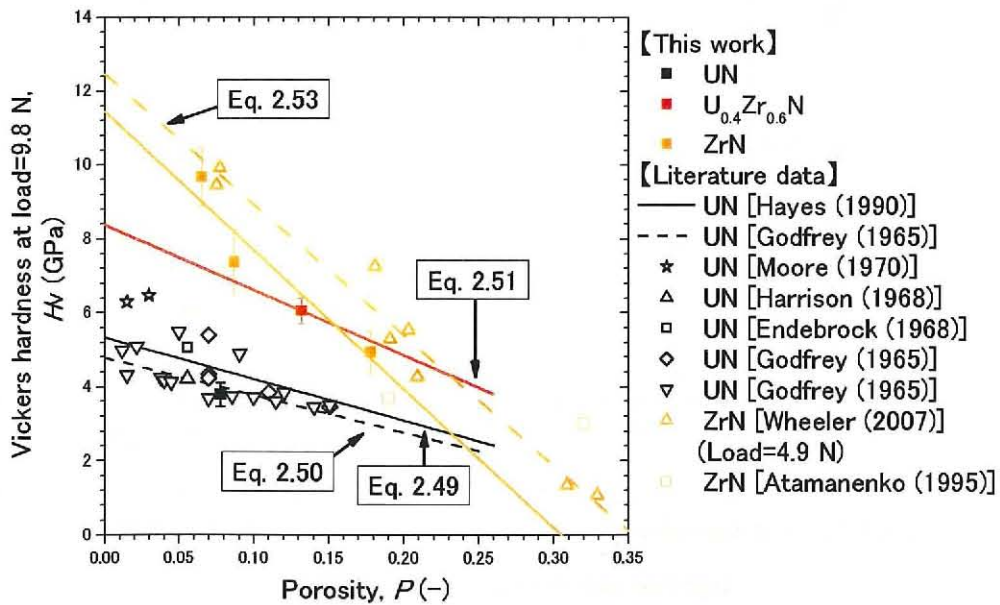 Vickers hardness at load=9.8 N,
Hv (GPa)
14
12
10
8
6
4
2
0
0.00 0.05 0.10 0.15 0.20 0.25 0.30 0.35
Porosity, P (-)
Eq. 2.53
Eq. 2.51
Eq. 2.50
Eq. 2.49
【This work】
UN
U0.4Zr0.6N
ZrN
【Literature data】
UN [Hayes (1990)]
UN [Godfrey (1965)]
UN [Moore (1970)]
UN [Harrison (1968)]
UN [Endebrock (1968)]
UN [Godfrey (1965)]
UN [Godfrey (1965)]
ZrN [Wheeler (2007)]
(Load=4.9 N)
ZrN [Atamanenko (1995)]